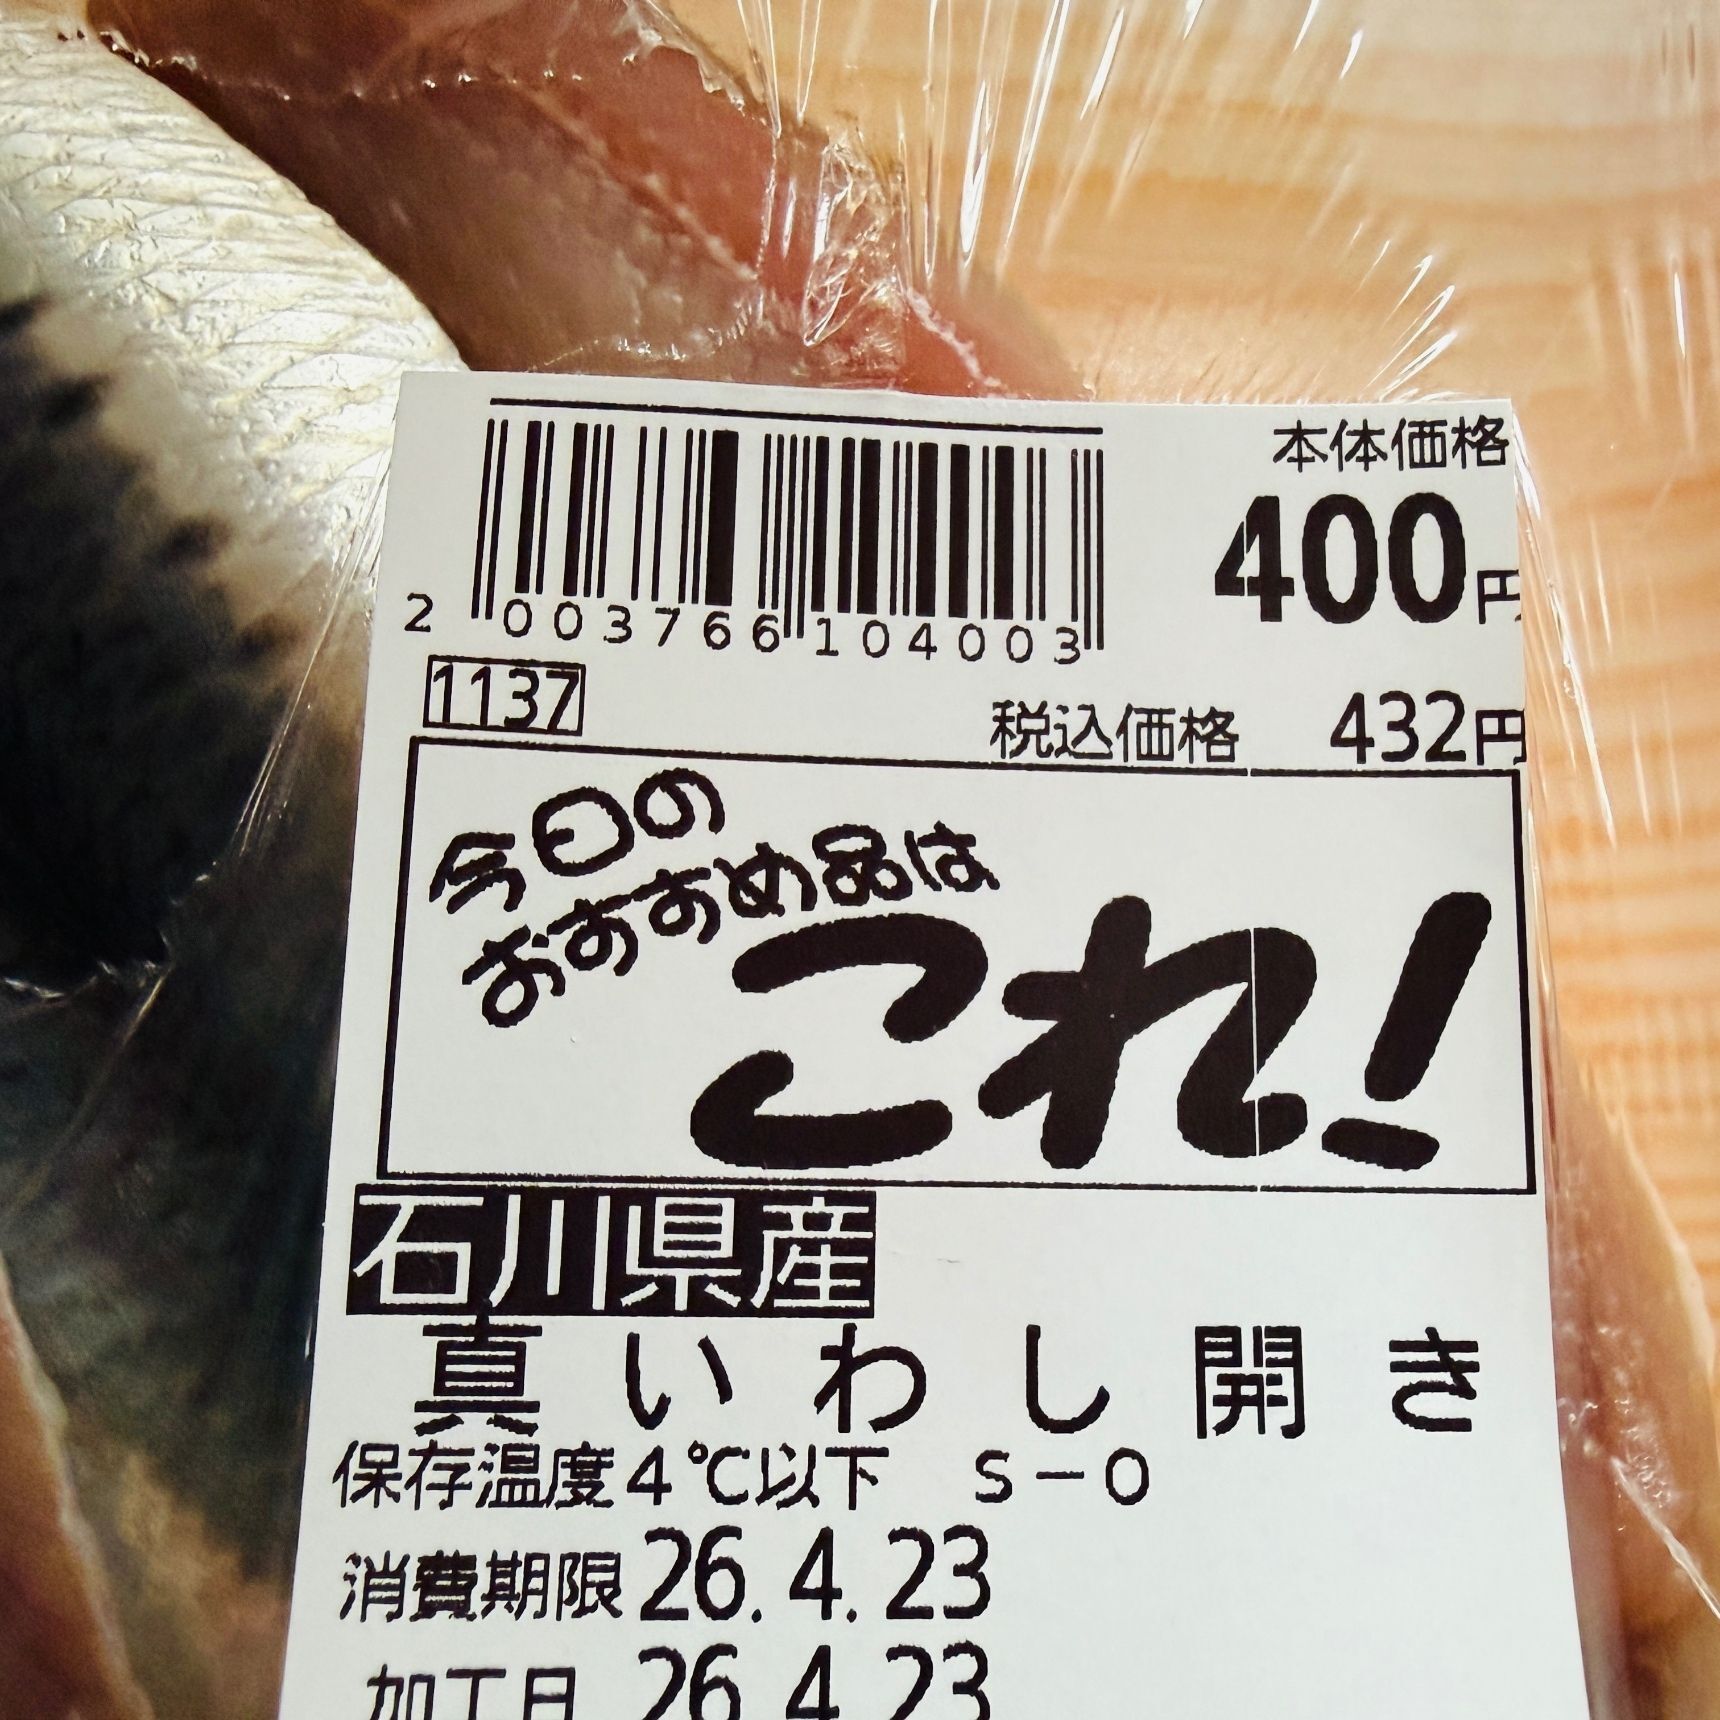 本体価格
400円
2 003766 104003
1137
税込価格 432円
今日の
おすすめ品は
これ!
石川県産
真いわし開き
保存温度4℃以下 S-O
消費期限 26.4.23
加工日 26.4.23